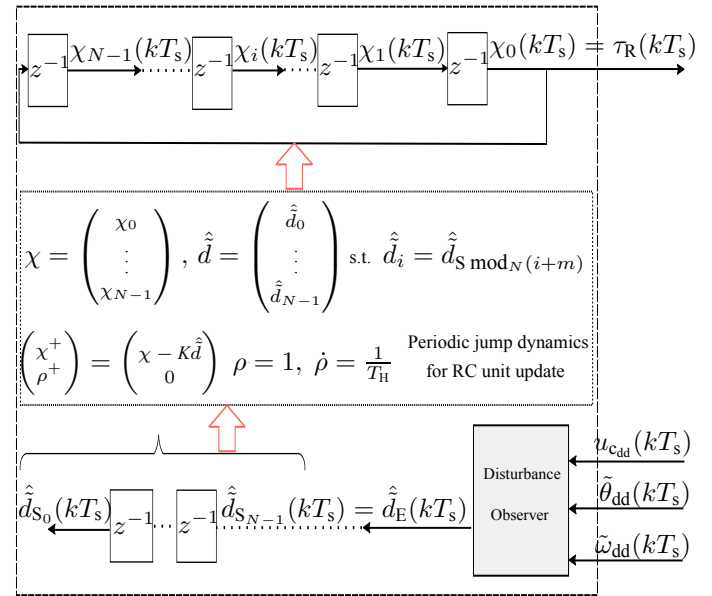 z⁻¹ χ_{N−1}(kT_s) z⁻¹ χ_i(kT_s) z⁻¹ χ_1(kT_s) z⁻¹ χ_0(kT_s) = τ_R(kT_s)
χ = (χ_0 ⋮ χ_{N−1}), \hat{\tilde{d}} = (\hat{\tilde{d}}_0 ⋮ \hat{\tilde{d}}_{N−1}) s.t. \hat{\tilde{d}}_i = \hat{\tilde{d}}_{S mod_N(i+m)}
(χ⁺ ρ⁺) = (χ − K\hat{\tilde{d}} 0) ρ = 1, \dot{ρ} = \frac{1}{T_H}
Periodic jump dynamics
for RC unit update
\hat{\tilde{d}}_{S_0}(kT_s) z⁻¹ ... z⁻¹ \hat{\tilde{d}}_{S_{N−1}}(kT_s) = \hat{\tilde{d}}_E(kT_s)
Disturbance
Observer
u_{c_{dd}}(kT_s)
\tilde{θ}_{dd}(kT_s)
\tilde{ω}_{dd}(kT_s)